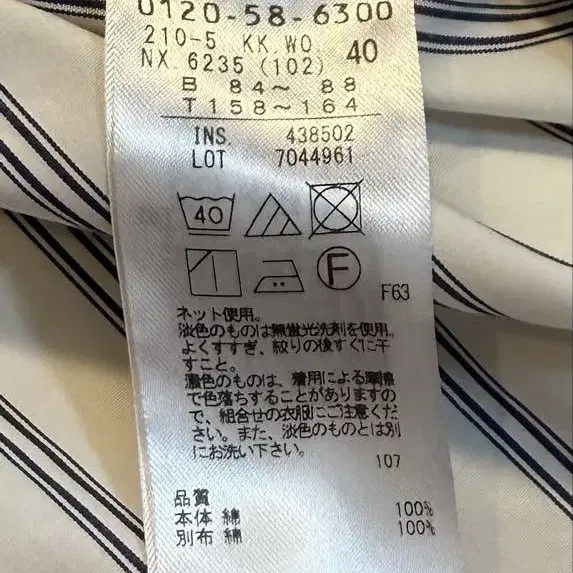 0120-58-6300
210-5 KK.WO. 40
NX.6235(102)
B 84~ 88
T 158~164
INS. 438502
LOT 7044961
40
F
F63
ネット使用。
淡色のものは無蛍光洗剤を使用。
よくすすぎ、絞りの後すぐに干
すこと。
濃色のものは、着用による摩擦
で色落ちすることがありますの
で、組合せの衣服にご注意くだ
さい。また、淡色のものとは別
にお洗い下さい。
107
品質
本体 綿 100%
別布 綿 100%